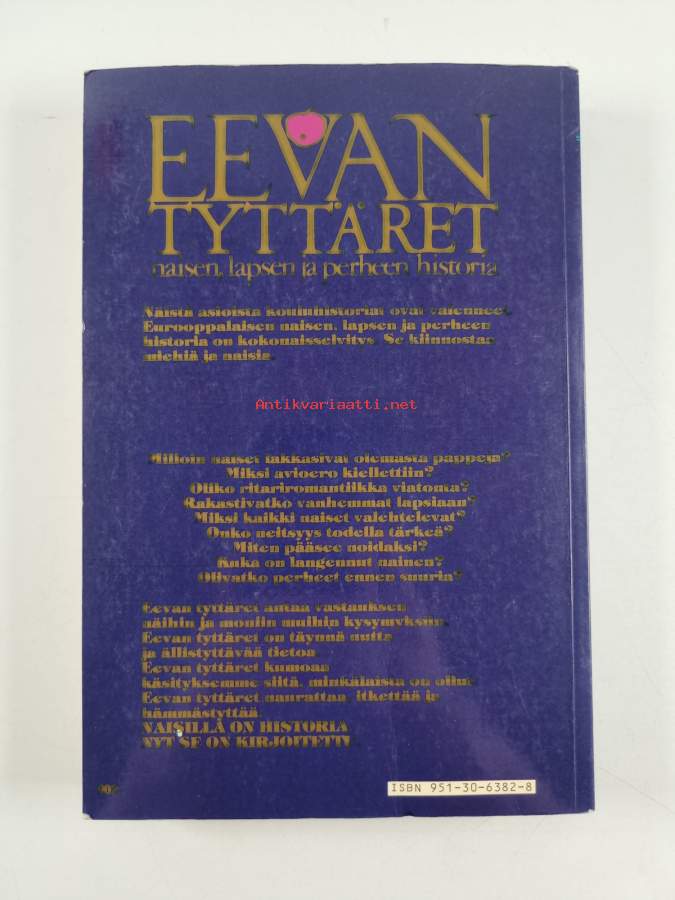 EEVAN
TYTTÄRET
naisen, lapsen ja perheen historia
Näistä asioista kouluhistoriat ovat vaienneet.
Eurooppalaisen naisen, lapsen ja perheen
historia on kokonaisselvitys. Se kiinnostaa
miehiä ja naisia.
Antikvariaatti.net
Milloin naiset lakkasivat olemasta pappeja?
Miksi avioero kiellettiin?
Oliko ritariromantiikka viatonta?
Rakastivatko vanhemmat lapsiaan?
Miksi kaikki naiset valehtelevat?
Onko neitsyys todella tärkeä?
Miten pääsee noidaksi?
Kuka on langennut nainen?
Olivatko perheet ennen suuria?
Eevan tyttäret antaa vastauksen
näihin ja moniin muihin kysymyksiin.
Eevan tyttäret on täynnä uutta
ja ällistyttävää tietoa
Eevan tyttäret kumoaa
käsityksemme siitä, minkälaista on ollut.
Eevan tyttäret naurattaa, itkettää ja
hämmästyttää.
NAISILLA ON HISTORIA
NYT SE ON KIRJOITETTU
ISBN 951-30-6382-8